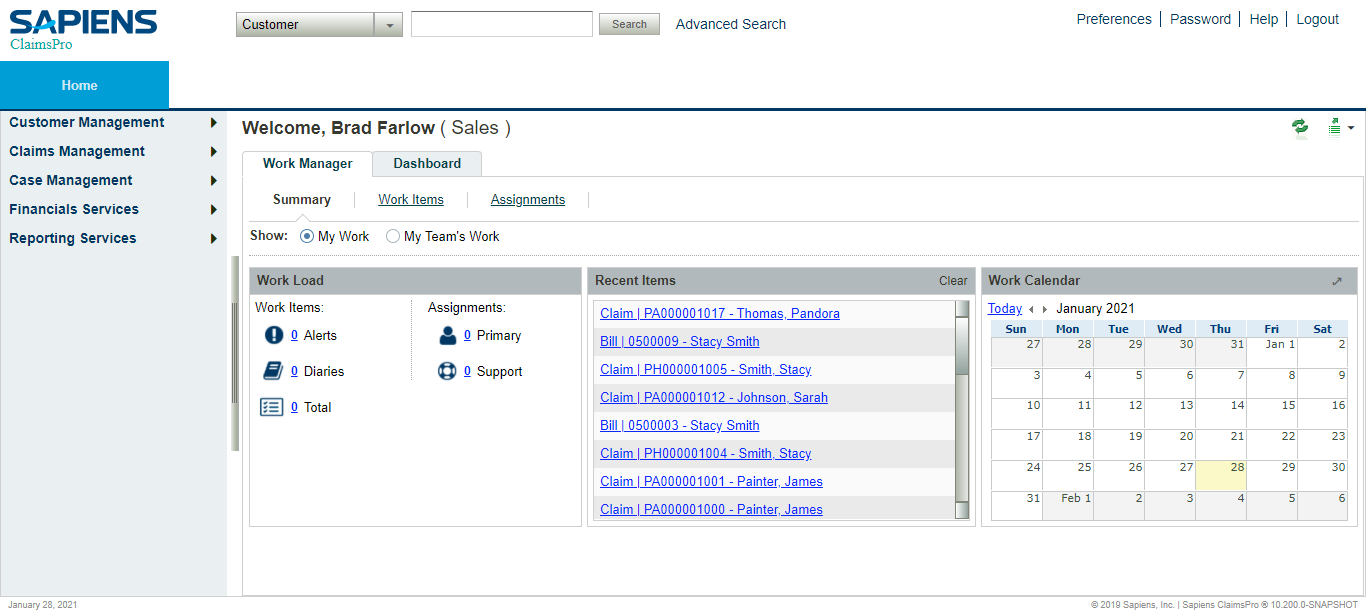 SAPIENS
ClaimsPro
Customer
Search
Advanced Search
Preferences | Password | Help | Logout
Home
Customer Management
Claims Management
Case Management
Financials Services
Reporting Services
Welcome, Brad Farlow ( Sales )
Work Manager
Dashboard
Summary
Work Items
Assignments
Show: My Work My Team's Work
Work Load
Work Items:
0 Alerts
0 Diaries
0 Total
Assignments:
0 Primary
0 Support
Recent Items
Clear
Claim | PA000001017 - Thomas, Pandora
Bill | 0500009 - Stacy Smith
Claim | PH000001005 - Smith, Stacy
Claim | PA000001012 - Johnson, Sarah
Bill | 0500003 - Stacy Smith
Claim | PH000001004 - Smith, Stacy
Claim | PA000001001 - Painter, James
Claim | PA000001000 - Painter, James
Work Calendar
Today January 2021
Sun Mon Tue Wed Thu Fri Sat
27 28 29 30 31 Jan 1 2
3 4 5 6 7 8 9
10 11 12 13 14 15 16
17 18 19 20 21 22 23
24 25 26 27 28 29 30
31 Feb 1 2 3 4 5 6
January 28, 2021
© 2019 Sapiens, Inc. | Sapiens ClaimsPro ® 10.200.0-SNAPSHOT